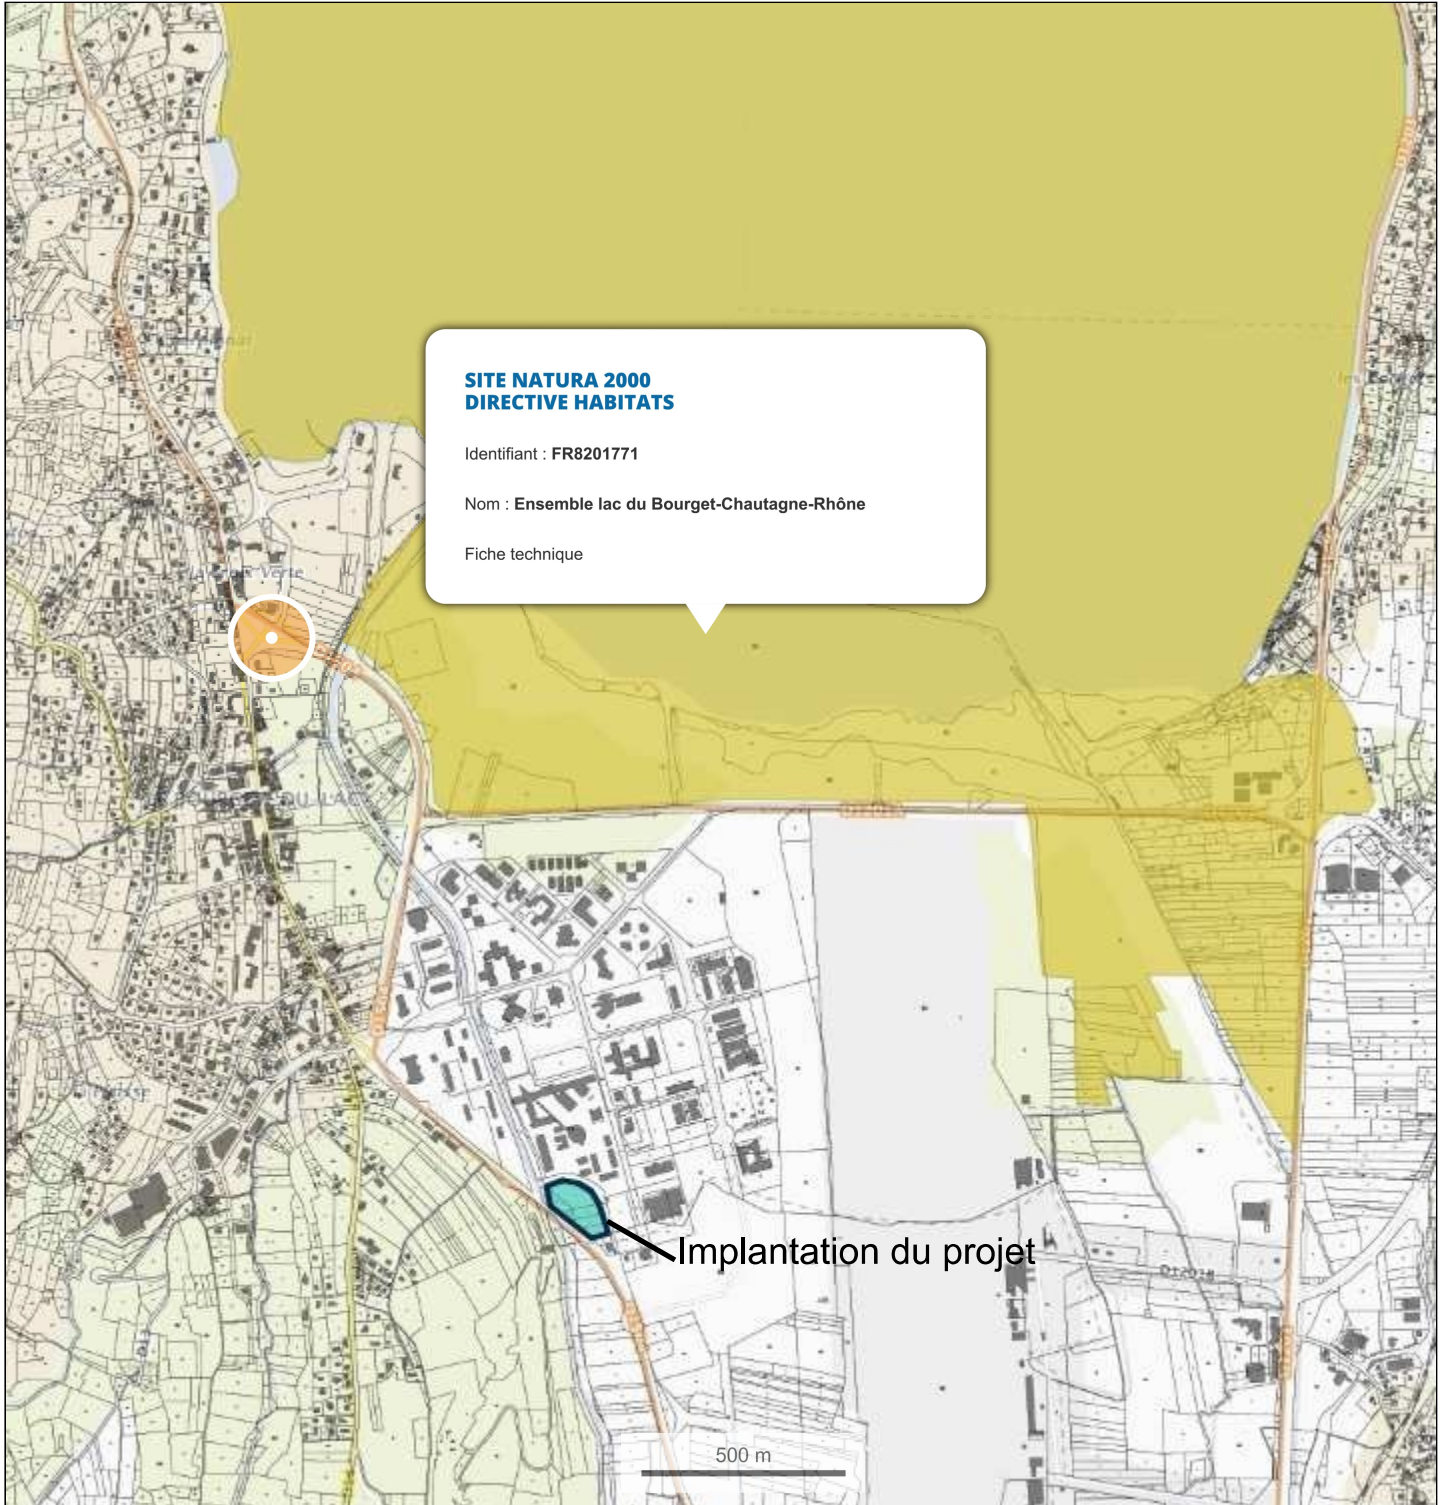 SITE NATURA 2000
DIRECTIVE HABITATS
Identifiant : FR8201771
Nom : Ensemble lac du Bourget-Chautagne-Rhône
Fiche technique
Implantation du projet
500 m